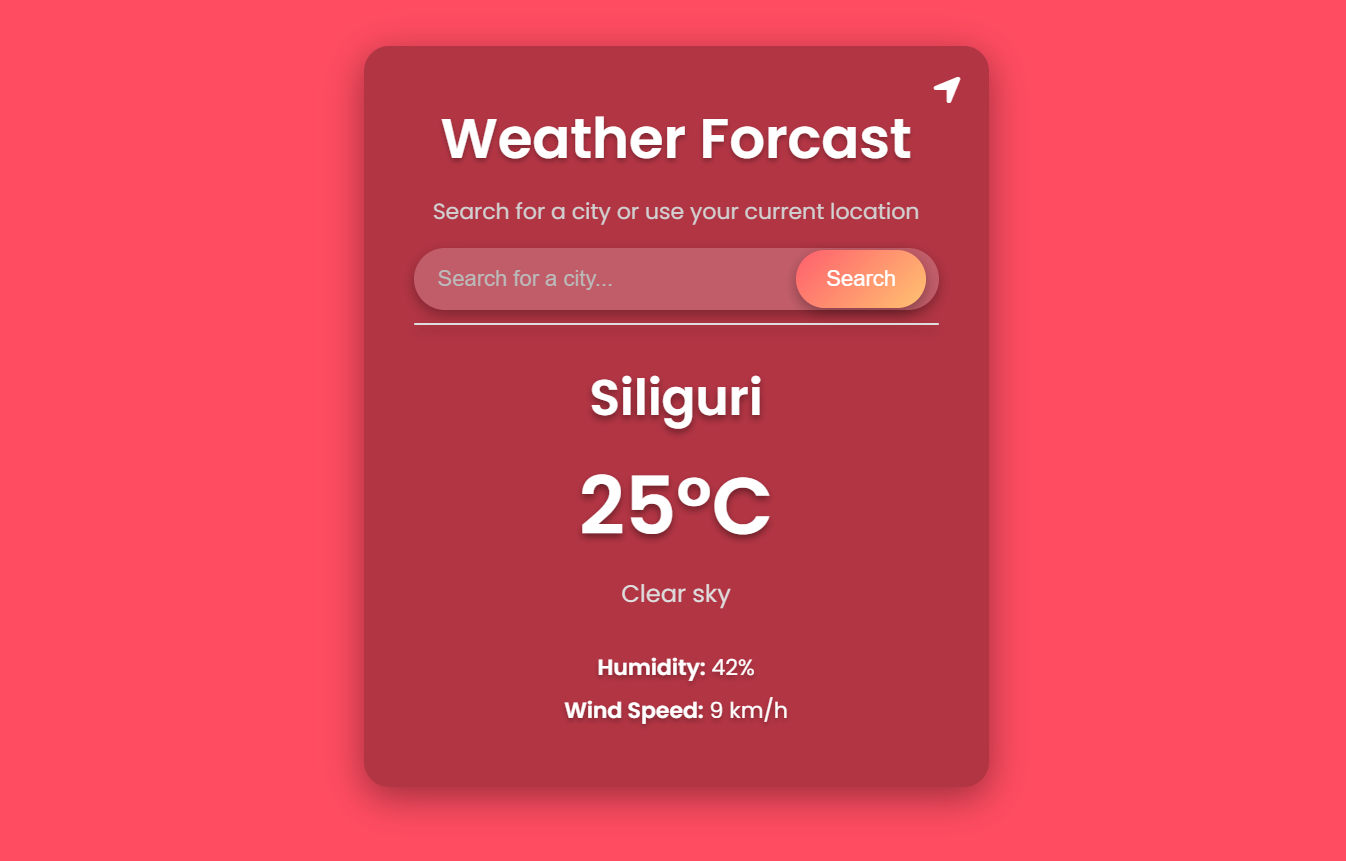 Weather Forcast
Search for a city or use your current location
Search for a city...
Search
Siliguri
25°C
Clear sky
Humidity: 42%
Wind Speed: 9 km/h